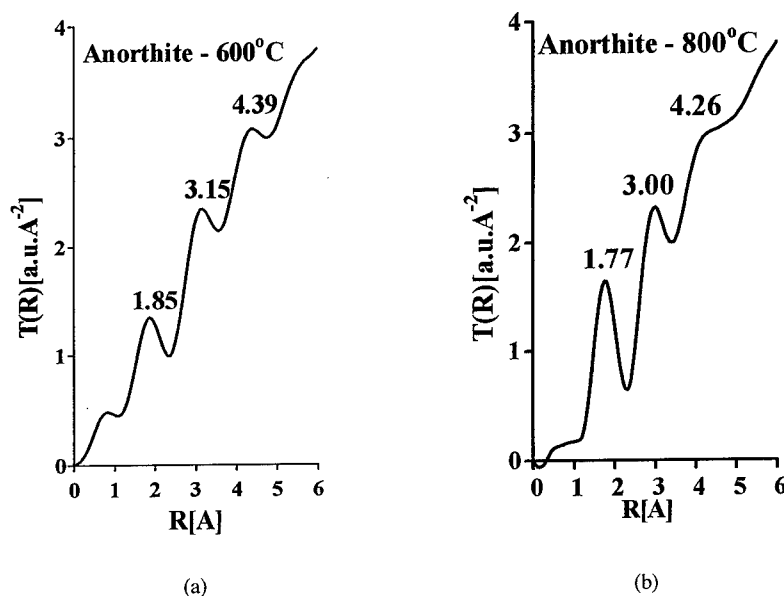 Anorthite - 600°C
4
3
2
1
0
T(R)[a.u.A⁻²]
4.39
3.15
1.85
0 1 2 3 4 5 6
R[A]
(a)
Anorthite - 800°C
4
3
2
1
0
T(R)[a.u.A⁻²]
4.26
3.00
1.77
0 1 2 3 4 5 6
R[A]
(b)